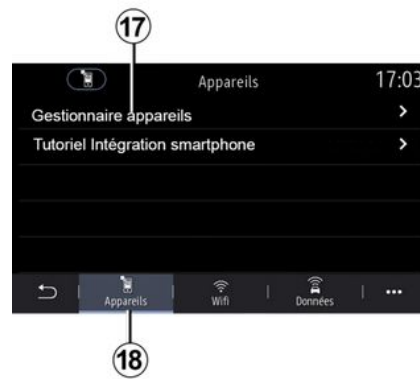 17
Appareils 17:03
Gestionnaire appareils
Tutoriel Intégration smartphone
Appareils Wifi Données
18